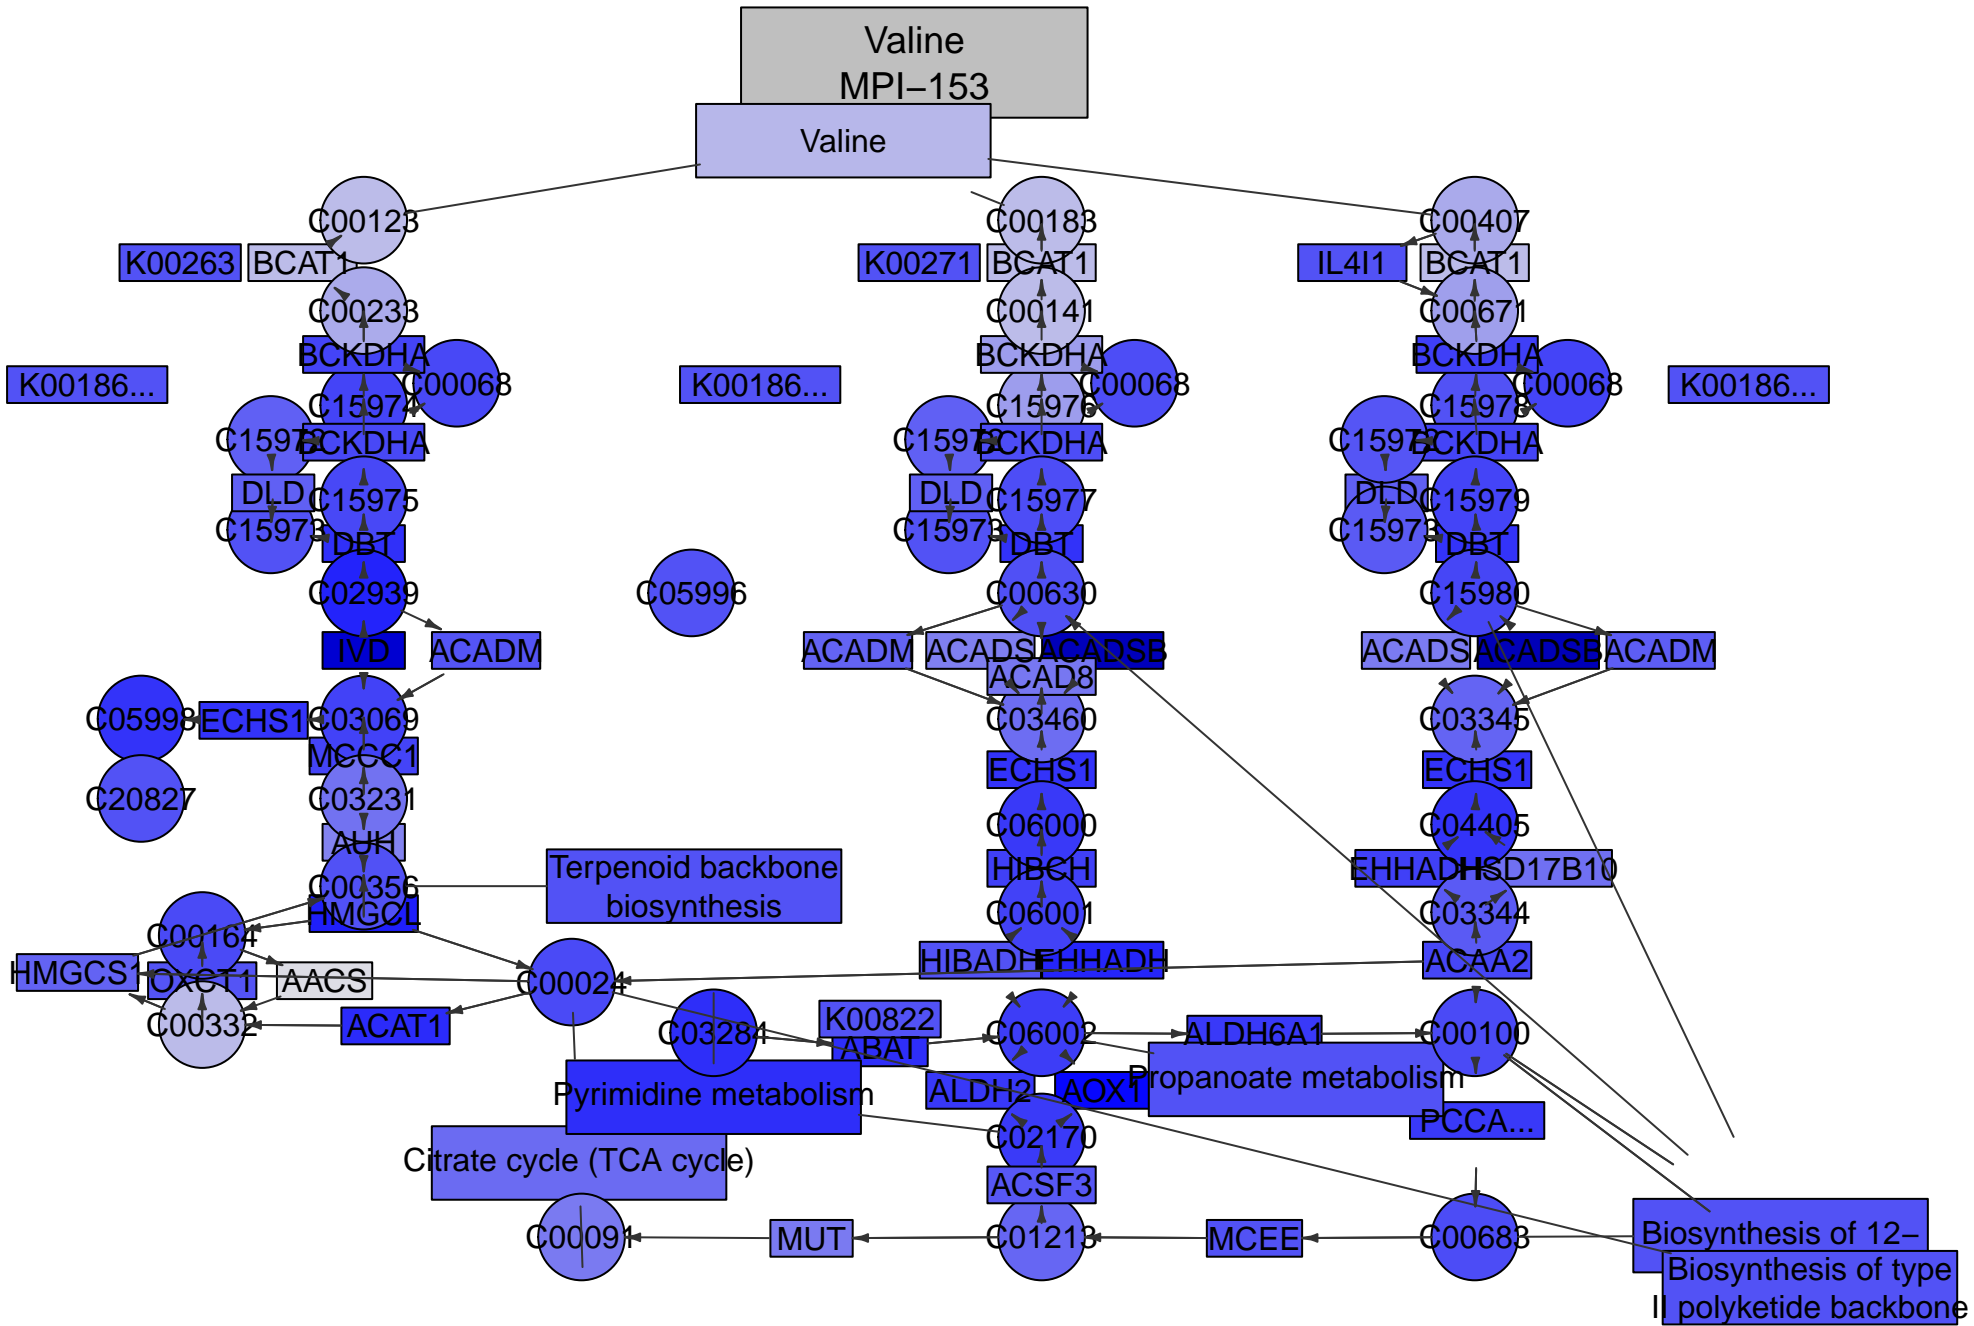 Valine
MPI−153
Valine
C00123
C00183
C00407
K00263
BCAT1
K00271
BCAT1
IL4I1
BCAT1
C00233
C00141
C00671
BCKDHA
BCKDHA
BCKDHA
K00186...
C00068
K00186...
C00068
C00068
K00186...
C15974
C15976
C15978
C15972
BCKDHA
C15972
BCKDHA
C15972
BCKDHA
DLD
C15975
DLD
C15977
DLD
C15979
C15973
DBT
C15973
DBT
C15973
DBT
C02939
C05996
C00630
C15980
IVD
ACADM
ACADM
ACADS
ACADSB
ACADS
ACADSB
ACADM
ACAD8
C05998
ECHS1
C03069
C03460
C03345
MCCC1
ECHS1
ECHS1
C20827
C03231
C06000
C04405
AUH
HIBCH
EHHADH
HSD17B10
Terpenoid backbone
biosynthesis
C00356
HMGCL
C06001
C03344
C00164
HMGCS1
OXCT1
AACS
C00024
HIBADH
EHHADH
ACAA2
C00332
ACAT1
C03284
K00822
ABAT
C06002
ALDH6A1
C00100
Pyrimidine metabolism
ALDH2
AOX1
Propanoate metabolism
PCCA...
C02170
Citrate cycle (TCA cycle)
ACSF3
C00091
MUT
C01213
MCEE
C00683
Biosynthesis of 12−
Biosynthesis of type
II polyketide backbone